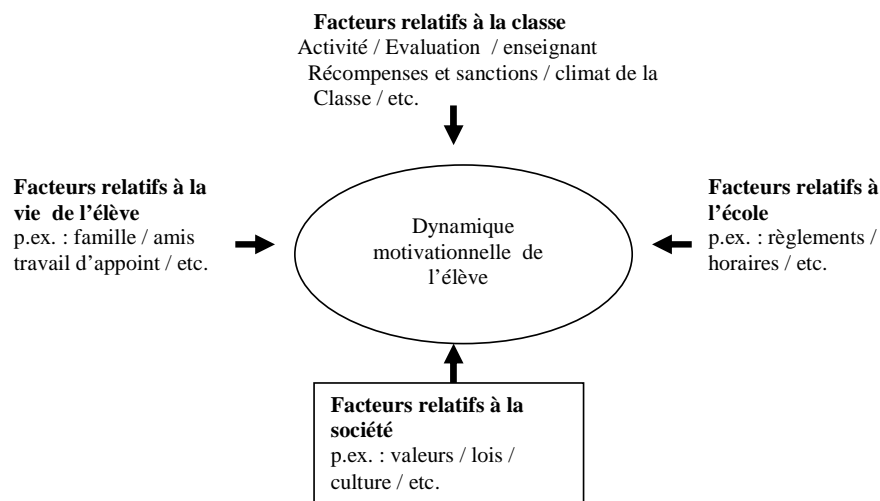 Facteurs relatifs à la classe
Activité / Evaluation / enseignant
Récompenses et sanctions / climat de la
Classe / etc.
Facteurs relatifs à la
vie de l’élève
p.ex. : famille / amis
travail d’appoint / etc.
Dynamique
motivationnelle de
l’élève
Facteurs relatifs à
l’école
p.ex. : règlements /
horaires / etc.
Facteurs relatifs à la
société
p.ex. : valeurs / lois /
culture / etc.